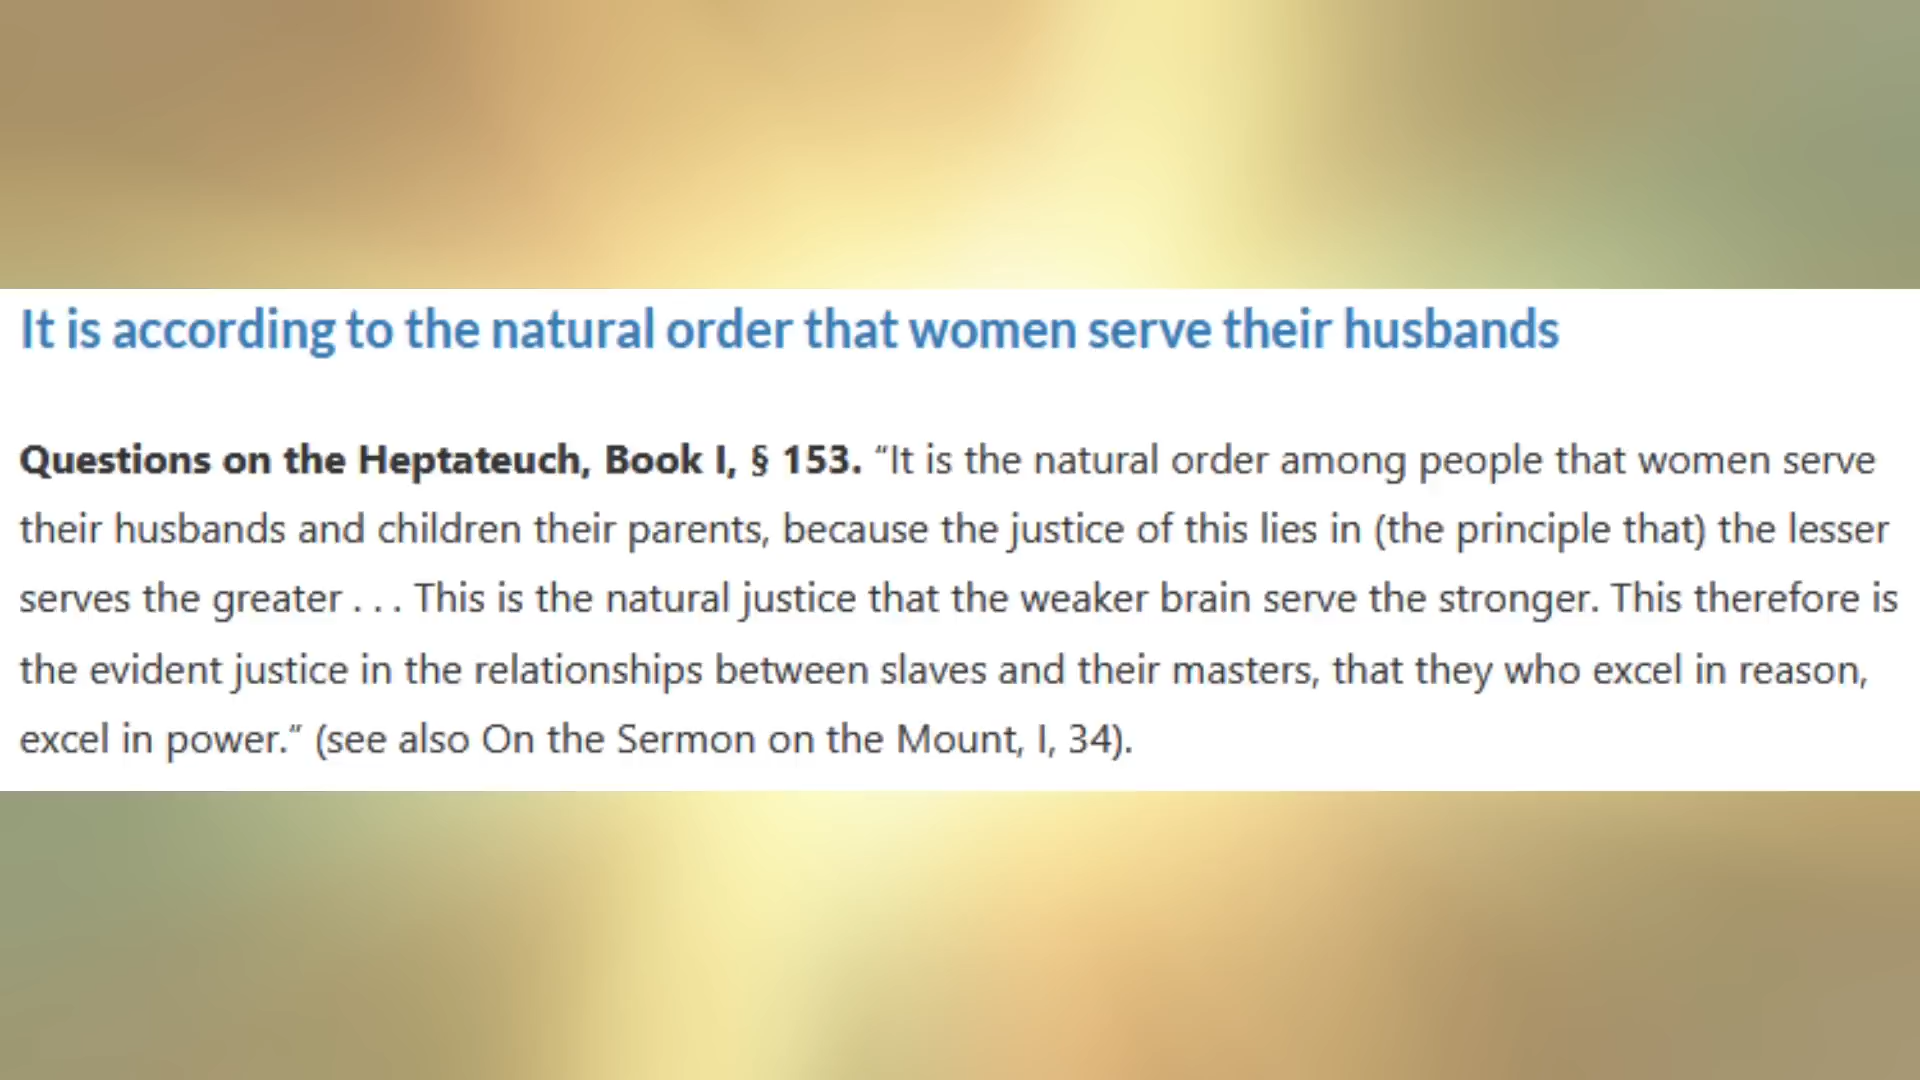 It is according to the natural order that women serve their husbands
Questions on the Heptateuch, Book I, § 153. “It is the natural order among people that women serve
their husbands and children their parents, because the justice of this lies in (the principle that) the lesser
serves the greater . . . This is the natural justice that the weaker brain serve the stronger. This therefore is
the evident justice in the relationships between slaves and their masters, that they who excel in reason,
excel in power.” (see also On the Sermon on the Mount, I, 34).